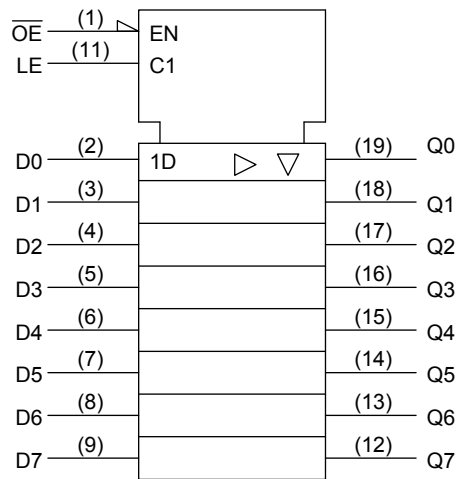 O̅E̅ (1) EN
LE (11) C1
D0 (2) 1D (19) Q0
D1 (3) (18) Q1
D2 (4) (17) Q2
D3 (5) (16) Q3
D4 (6) (15) Q4
D5 (7) (14) Q5
D6 (8) (13) Q6
D7 (9) (12) Q7